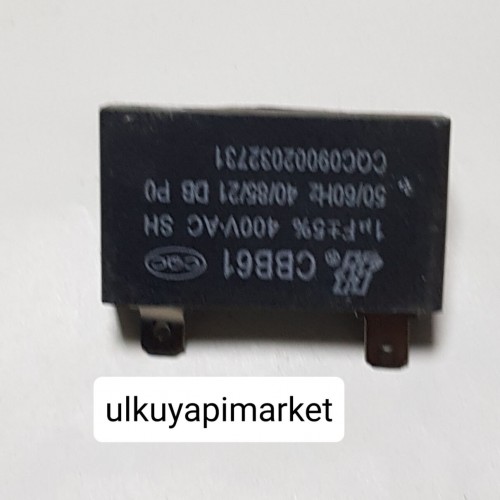 CBB61
1µF±5% 400V·AC SH
50/60Hz 40/85/21 DB P0
CQC09002032731
ulkuyapimarket